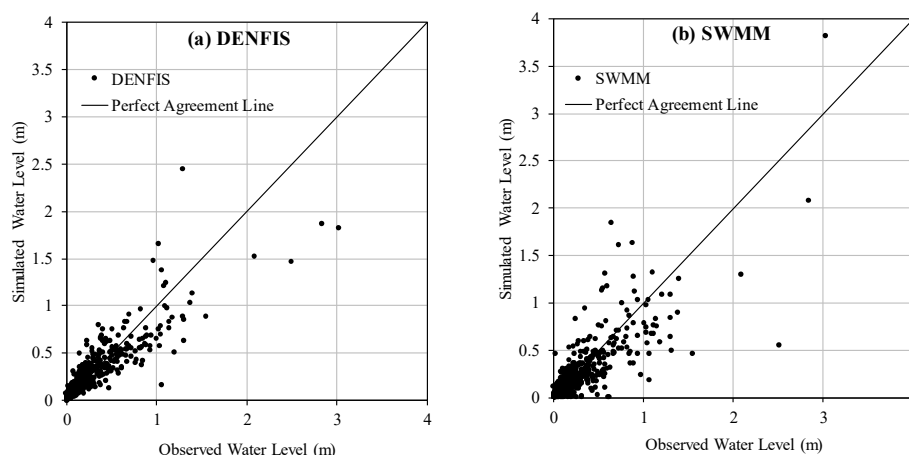 (a) DENFIS
DENFIS
Perfect Agreement Line
Simulated Water Level (m)
4
3.5
3
2.5
2
1.5
1
0.5
0
0 1 2 3 4
Observed Water Level (m)
(b) SWMM
SWMM
Perfect Agreement Line
Simulated Water Level (m)
4
3.5
3
2.5
2
1.5
1
0.5
0
0 1 2 3
Observed Water Level (m)